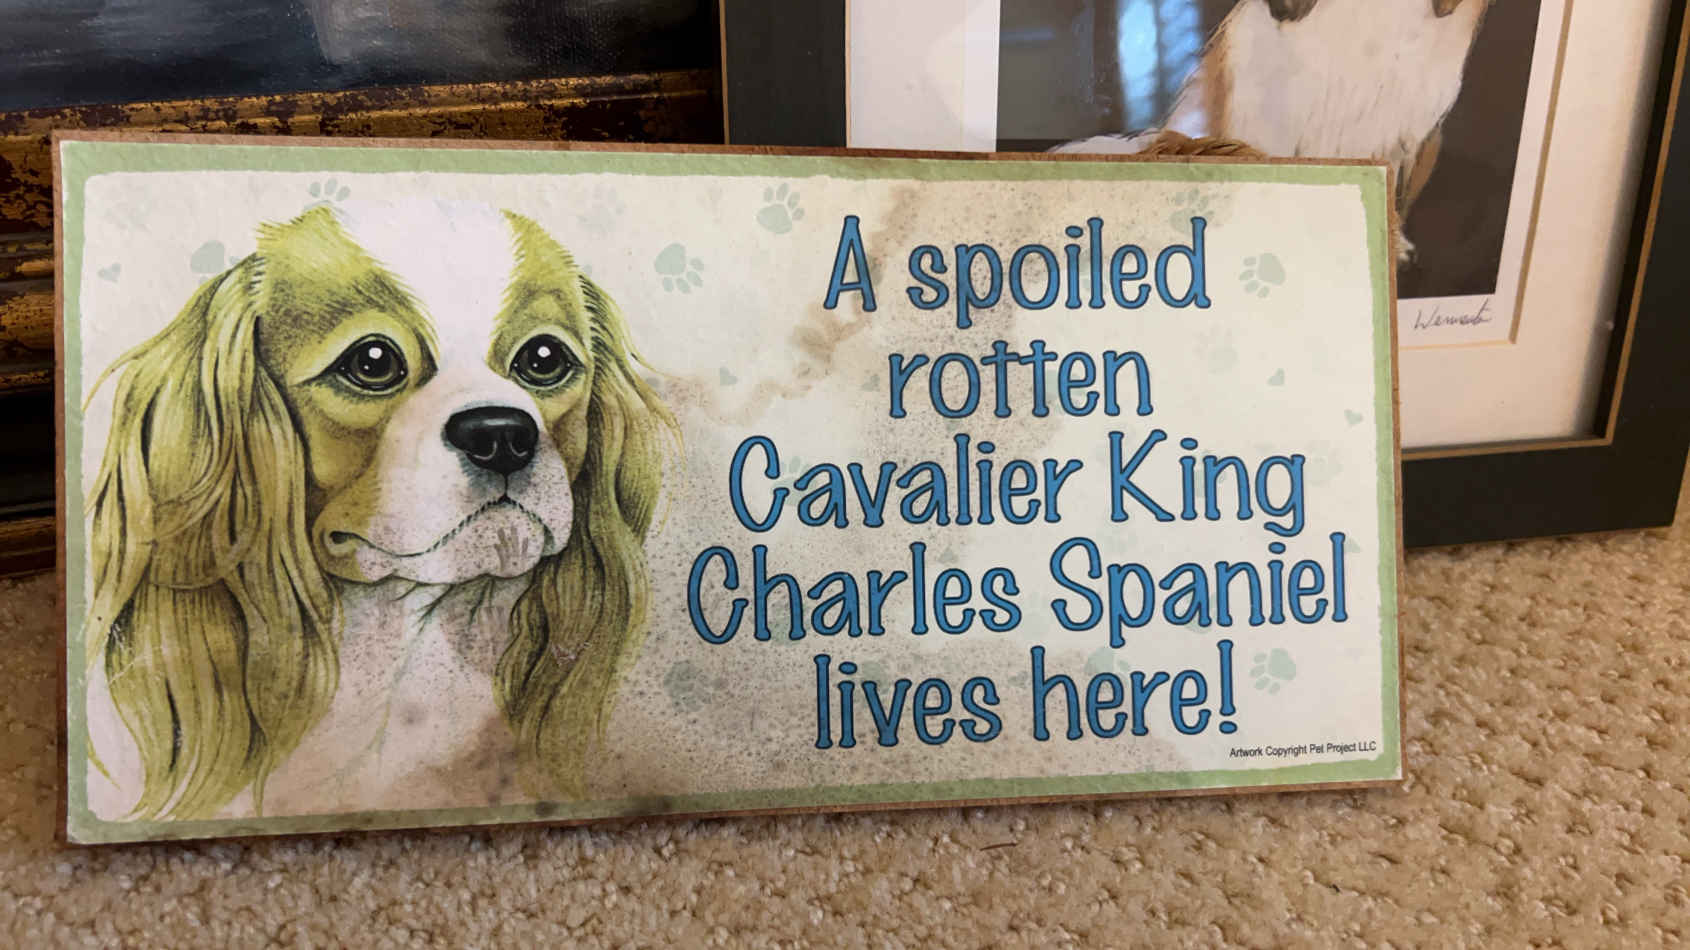 A spoiled
rotten
Cavalier King
Charles Spaniel
lives here!
Artwork Copyright Pet Project LLC